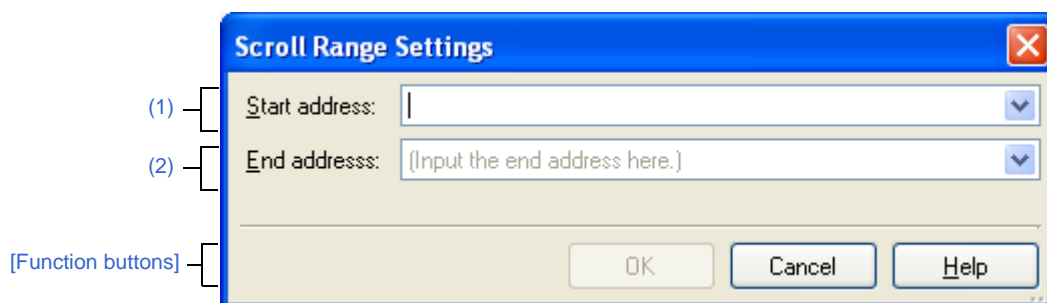 Scroll Range Settings
(1) Start address:
(2) End addresss: (Input the end address here.)
[Function buttons] OK Cancel Help